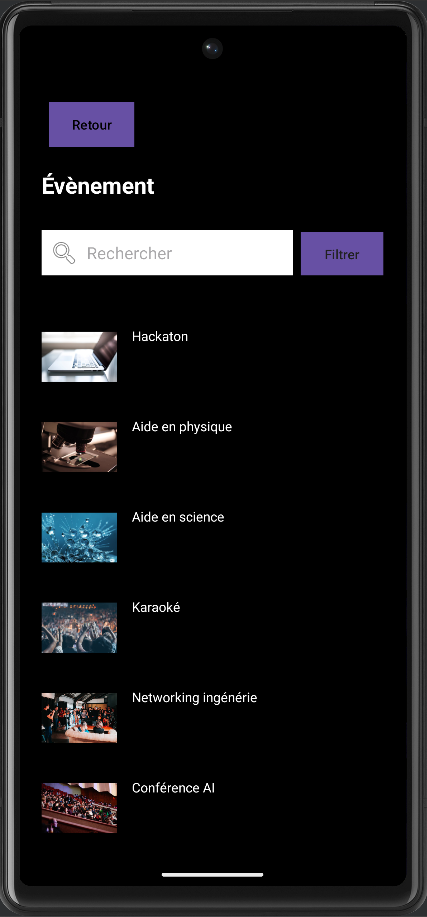 Retour
Évènement
Rechercher
Filtrer
Hackaton
Aide en physique
Aide en science
Karaoké
Networking ingénérie
Conférence AI